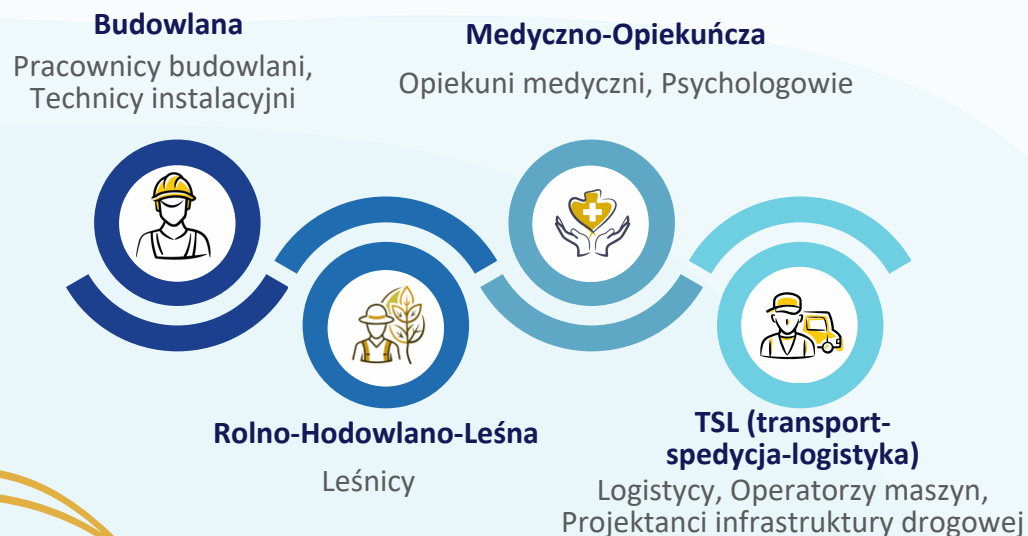 Budowlana
Pracownicy budowlani,
Technicy instalacyjni
Medyczno-Opiekuńcza
Opiekuni medyczni, Psychologowie
Rolno-Hodowlano-Leśna
Leśnicy
TSL (transport-
spedycja-logistyka)
Logistycy, Operatorzy maszyn,
Projektanci infrastruktury drogowej